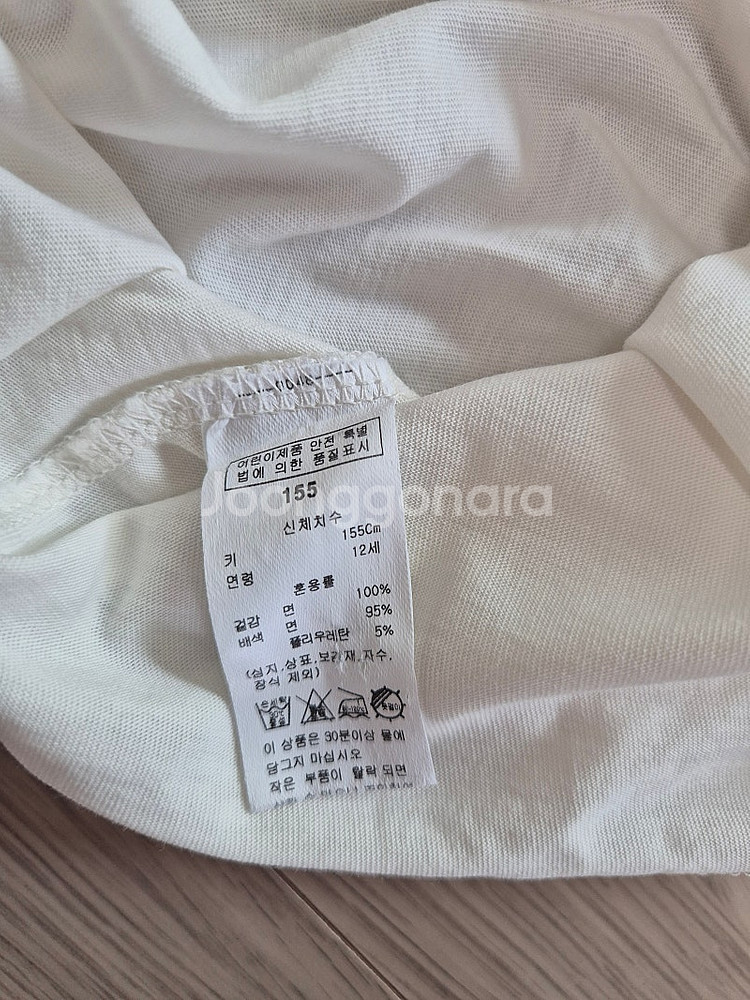 어린이제품 안전 특별
법에 의한 품질표시
155
Joonggonara
신체치수
키 155Cm
연령 12세
혼용률
겉감 면 100%
배색 면 95%
폴리우레탄 5%
(심지,상표,보강재,자수,
장식 제외)
이 상품은 30분이상 물에
담그지 마십시오
작은 부품이 탈락 되면